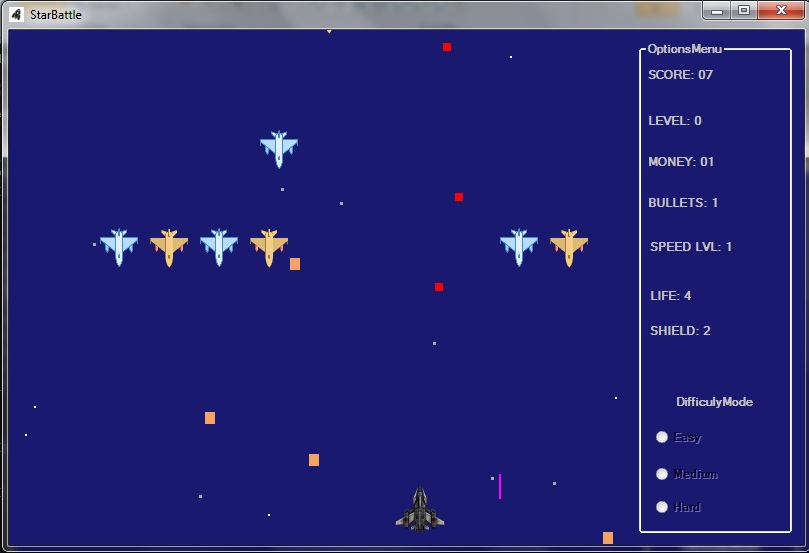 StarBattle
OptionsMenu
SCORE: 07
LEVEL: 0
MONEY: 01
BULLETS: 1
SPEED LVL: 1
LIFE: 4
SHIELD: 2
DifficulyMode
Easy
Medium
Hard